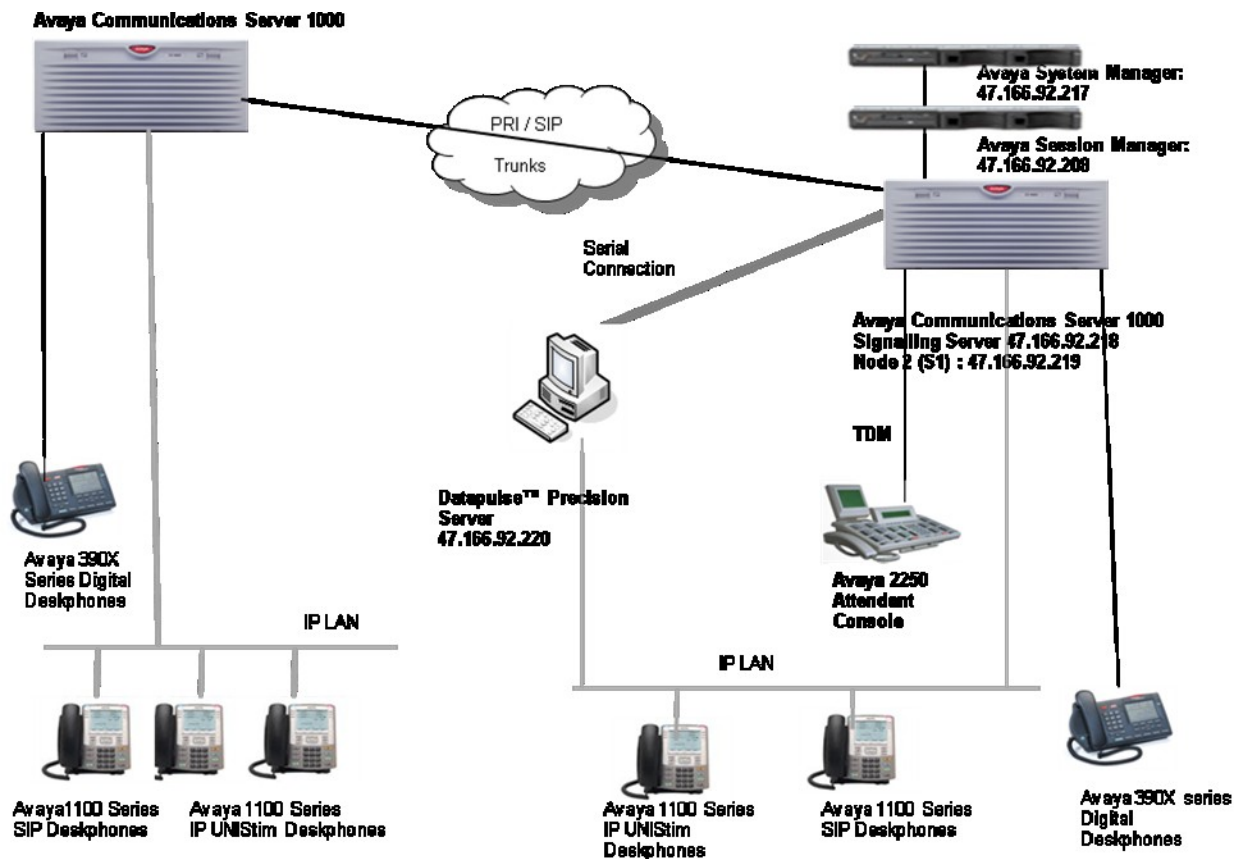 Avaya Communications Server 1000
Avaya System Manager:
47.166.92.217
PRI / SIP
Trunks
Avaya Session Manager:
47.166.92.208
Serial
Connection
Avaya Communications Server 1000
Signalling Server 47.166.92.218
Node 2 (S1) : 47.166.92.219
TDM
Datapulse™ Precision
Server
47.166.92.220
Avaya 390X
Series Digital
Deskphones
Avaya 2250
Attendant
Console
IP LAN
IP LAN
Avaya1100 Series
SIP Deskphones
Avaya 1100 Series
IP UNIStim Deskphones
Avaya 1100 Series
IP UNIStim
Deskphones
Avaya 1100 Series
SIP Deskphones
Avaya 390X series
Digital
Deskphones